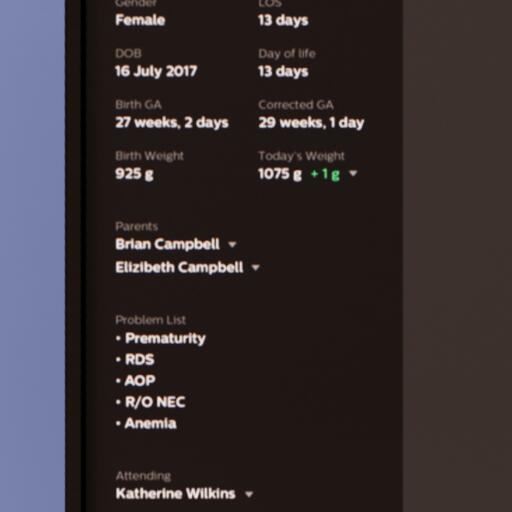 Gender LOS
Female 13 days
DOB Day of life
16 July 2017 13 days
Birth GA Corrected GA
27 weeks, 2 days 29 weeks, 1 day
Birth Weight Today's Weight
925 g 1075 g +1 g
Parents
Brian Campbell
Elizibeth Campbell
Problem List
• Prematurity
• RDS
• AOP
• R/O NEC
• Anemia
Attending
Katherine Wilkins